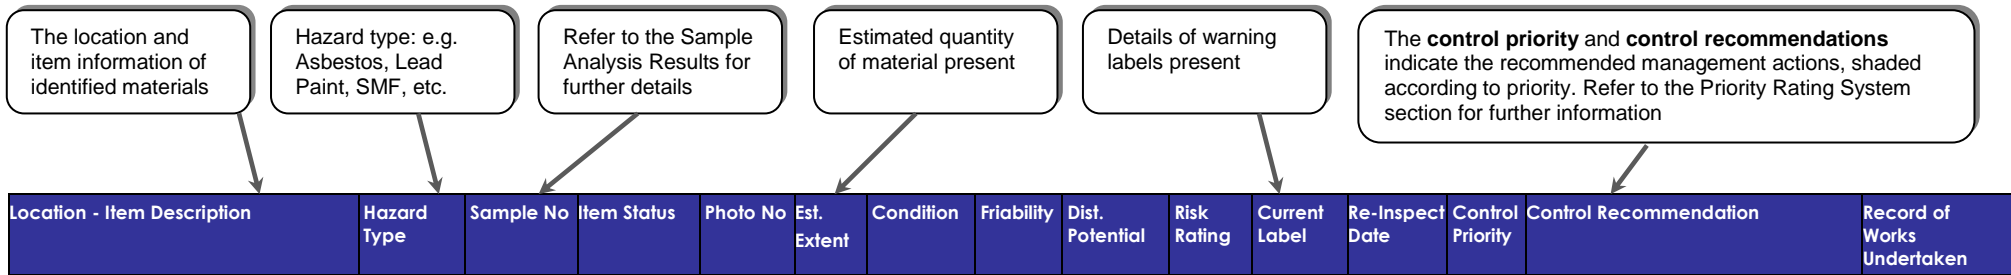 The location and
item information of
identified materials
Hazard type: e.g.
Asbestos, Lead
Paint, SMF, etc.
Refer to the Sample
Analysis Results for
further details
Estimated quantity
of material present
Details of warning
labels present
The control priority and control recommendations
indicate the recommended management actions, shaded
according to priority. Refer to the Priority Rating System
section for further information
Location - Item Description
Hazard
Type
Sample No
Item Status
Photo No
Est.
Extent
Condition
Friability
Dist.
Potential
Risk
Rating
Current
Label
Re-Inspect
Date
Control
Priority
Control Recommendation
Record of
Works
Undertaken